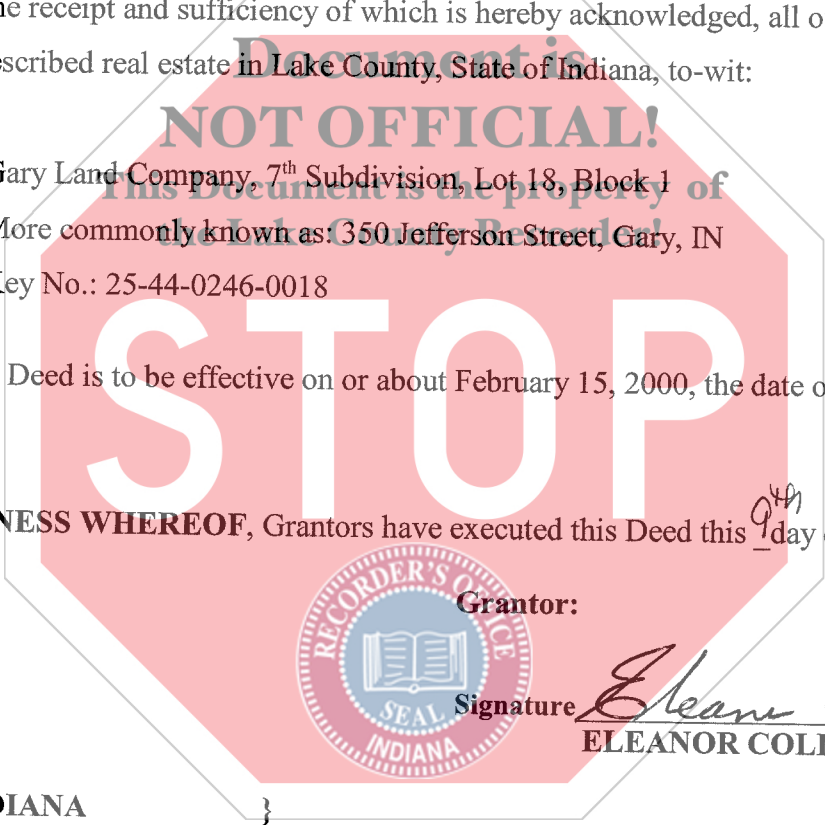 ne receipt and sufficiency of which is hereby acknowledged, all o
escribed real estate in Lake County, State of Indiana, to-wit:
Document is
NOT OFFICIAL!
This Document is the property of
the Lake County Recorder!
Gary Land Company, 7th Subdivision, Lot 18, Block 1
More commonly known as: 350 Jefferson Street, Gary, IN
Key No.: 25-44-0246-0018
STOP
Deed is to be effective on or about February 15, 2000, the date o
NESS WHEREOF, Grantors have executed this Deed this 9th day
RECORDER'S OFFICE
SEAL
INDIANA
Grantor:
Signature Eleanor
ELEANOR COLL
DIANA }